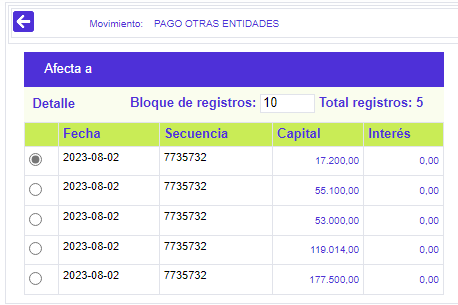 Movimiento: PAGO OTRAS ENTIDADES
Afecta a
Detalle Bloque de registros: 10 Total registros: 5
Fecha Secuencia Capital Interés
2023-08-02 7735732 17.200,00 0,00
2023-08-02 7735732 55.100,00 0,00
2023-08-02 7735732 53.000,00 0,00
2023-08-02 7735732 119.014,00 0,00
2023-08-02 7735732 177.500,00 0,00